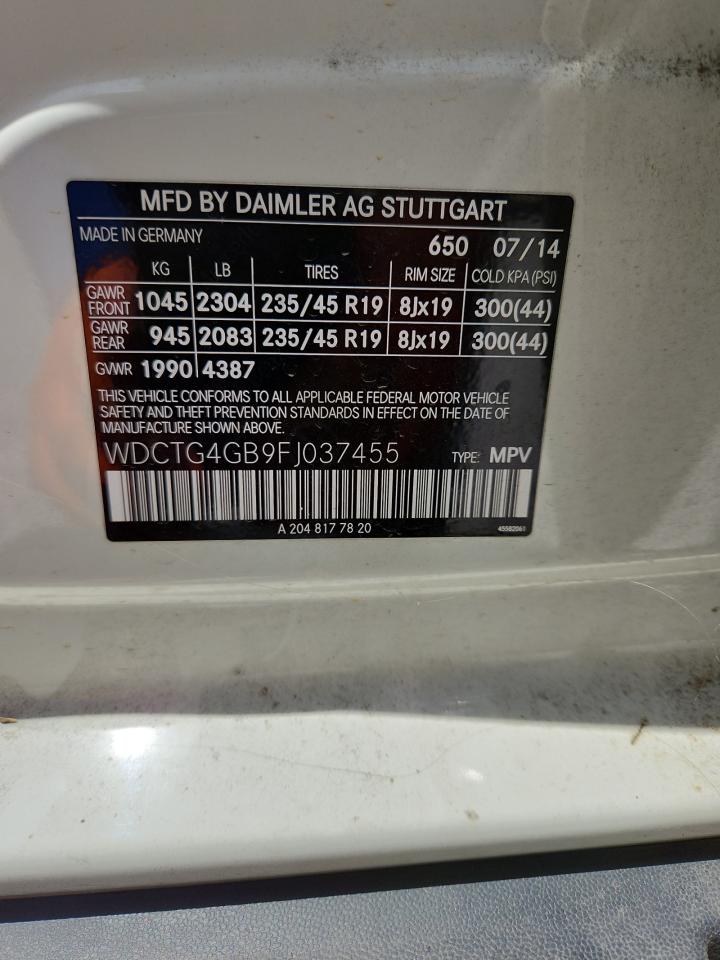 MFD BY DAIMLER AG STUTTGART
MADE IN GERMANY 650 07/14
KG LB TIRES RIM SIZE COLD KPA (PSI)
GAWR FRONT 1045 2304 235/45 R19 8Jx19 300(44)
GAWR REAR 945 2083 235/45 R19 8Jx19 300(44)
GVWR 1990 4387
THIS VEHICLE CONFORMS TO ALL APPLICABLE FEDERAL MOTOR VEHICLE
SAFETY AND THEFT PREVENTION STANDARDS IN EFFECT ON THE DATE OF
MANUFACTURE SHOWN ABOVE.
WDCTG4GB9FJ037455 TYPE: MPV
A 204 817 78 20 45582061